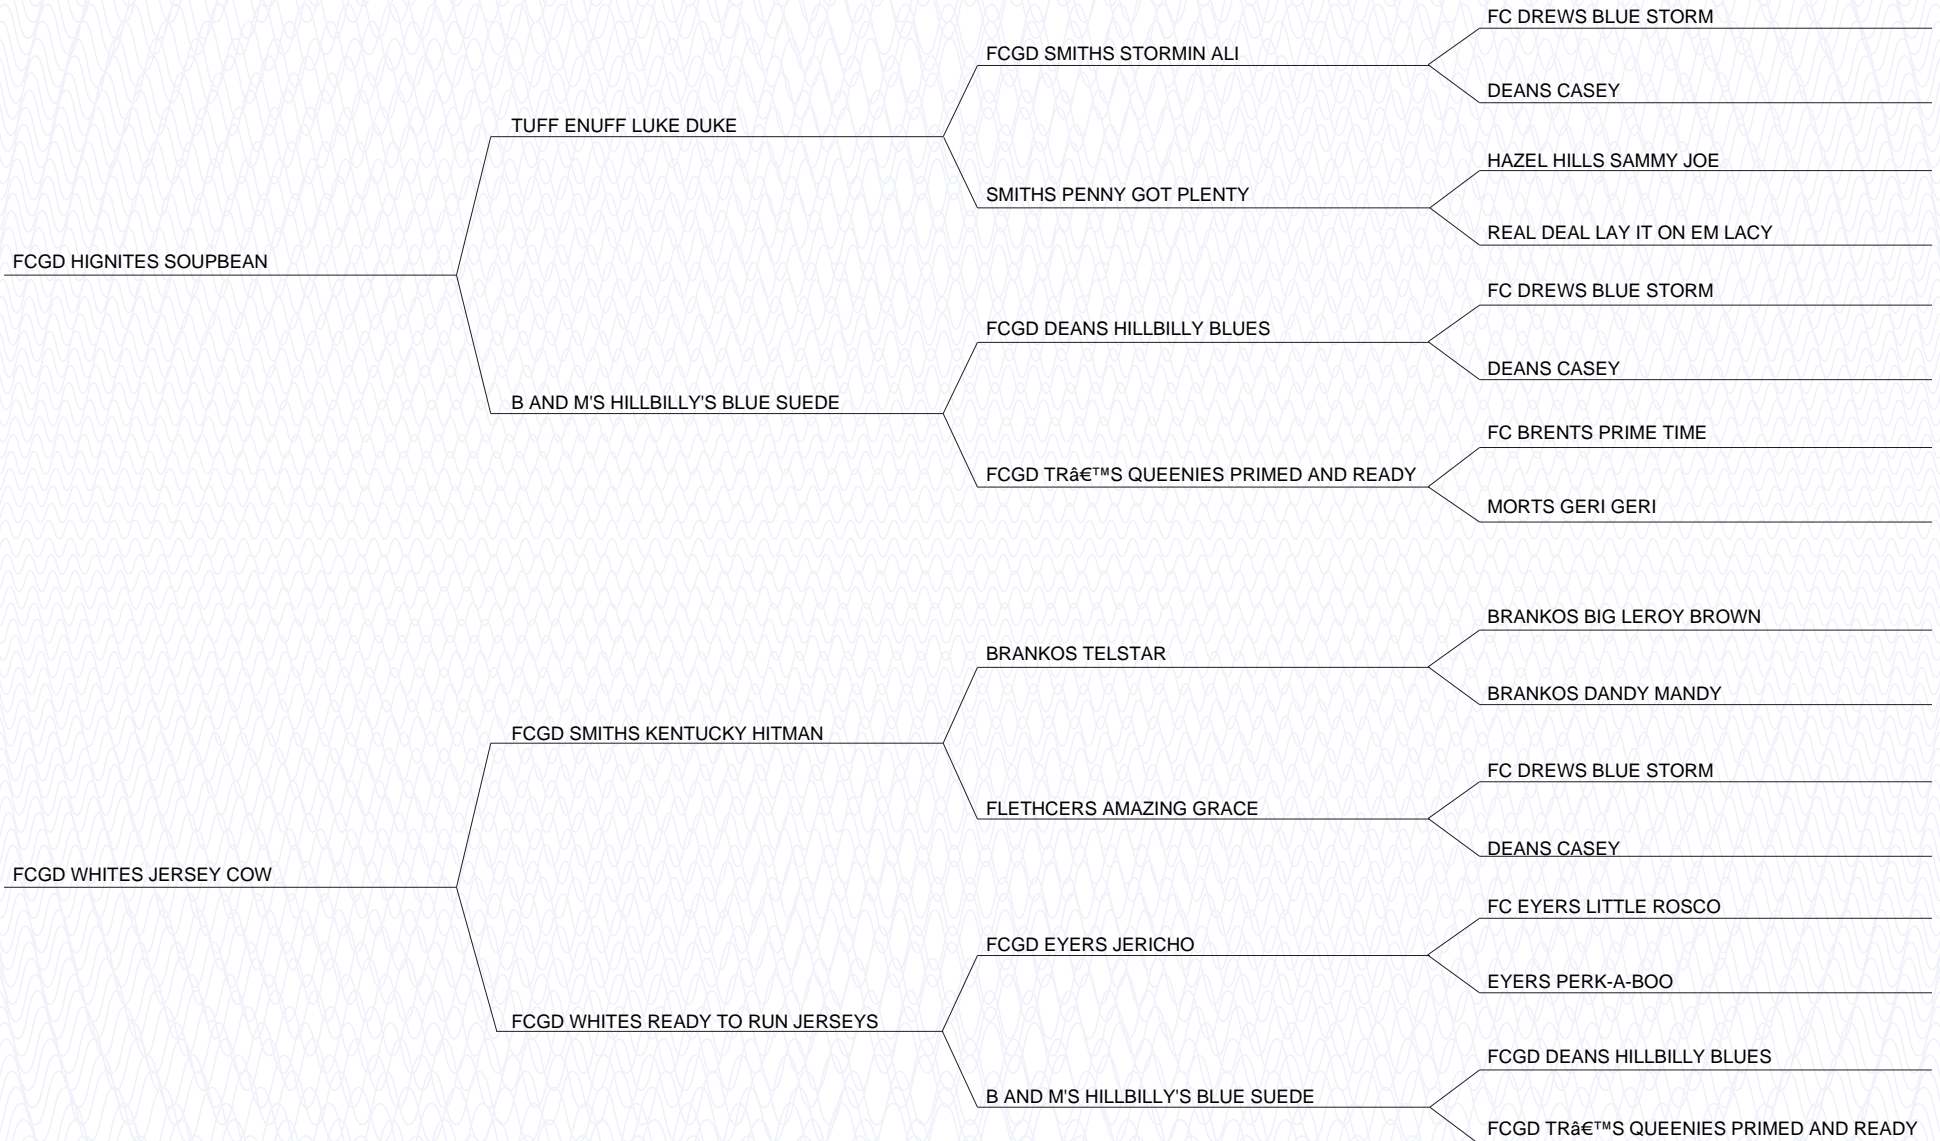 FC DREWS BLUE STORM
FCGD SMITHS STORMIN ALI
DEANS CASEY
TUFF ENUFF LUKE DUKE
HAZEL HILLS SAMMY JOE
SMITHS PENNY GOT PLENTY
REAL DEAL LAY IT ON EM LACY
FCGD HIGNITES SOUPBEAN
FC DREWS BLUE STORM
FCGD DEANS HILLBILLY BLUES
DEANS CASEY
B AND M'S HILLBILLY'S BLUE SUEDE
FC BRENTS PRIME TIME
FCGD TRâ€™S QUEENIES PRIMED AND READY
MORTS GERI GERI
BRANKOS BIG LEROY BROWN
BRANKOS TELSTAR
BRANKOS DANDY MANDY
FCGD SMITHS KENTUCKY HITMAN
FC DREWS BLUE STORM
FLETHCERS AMAZING GRACE
DEANS CASEY
FCGD WHITES JERSEY COW
FC EYERS LITTLE ROSCO
FCGD EYERS JERICHO
EYERS PERK-A-BOO
FCGD WHITES READY TO RUN JERSEYS
FCGD DEANS HILLBILLY BLUES
B AND M'S HILLBILLY'S BLUE SUEDE
FCGD TRâ€™S QUEENIES PRIMED AND READY